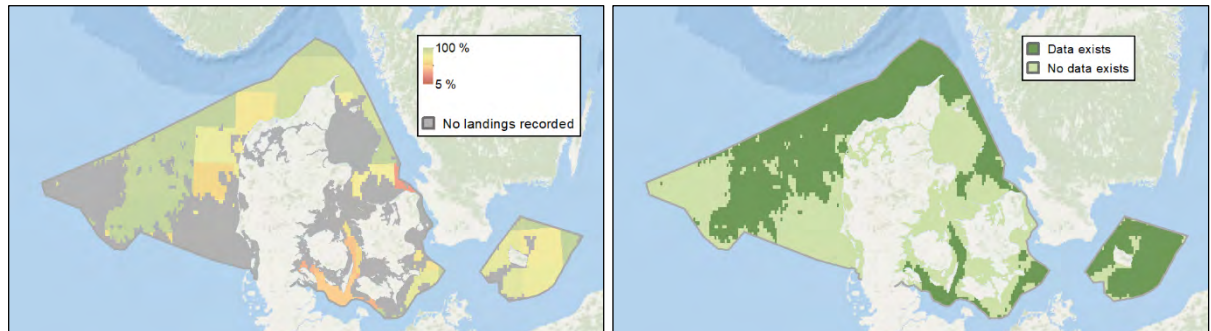 100 %
5 %
No landings recorded
Data exists
No data exists